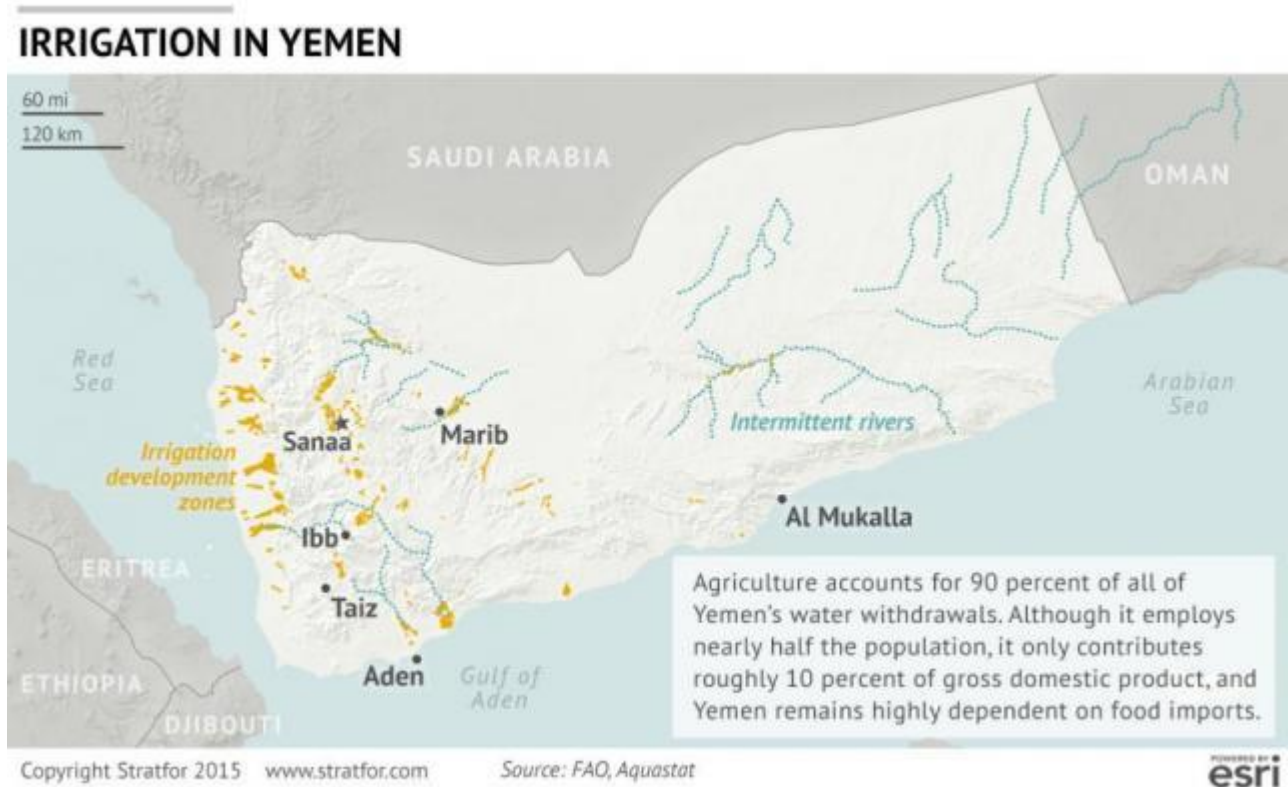 IRRIGATION IN YEMEN
60 mi
120 km
SAUDI ARABIA
OMAN
Red
Sea
Arabian
Sea
Intermittent rivers
Marib
Sanaa
Irrigation
development
zones
Al Mukalla
Ibb
ERITREA
Taiz
Aden
Gulf of
Aden
ETHIOPIA
DJIBOUTI
Agriculture accounts for 90 percent of all of
Yemen's water withdrawals. Although it employs
nearly half the population, it only contributes
roughly 10 percent of gross domestic product, and
Yemen remains highly dependent on food imports.
Copyright Stratfor 2015 www.stratfor.com Source: FAO, Aquastat
POWERED BY
esri